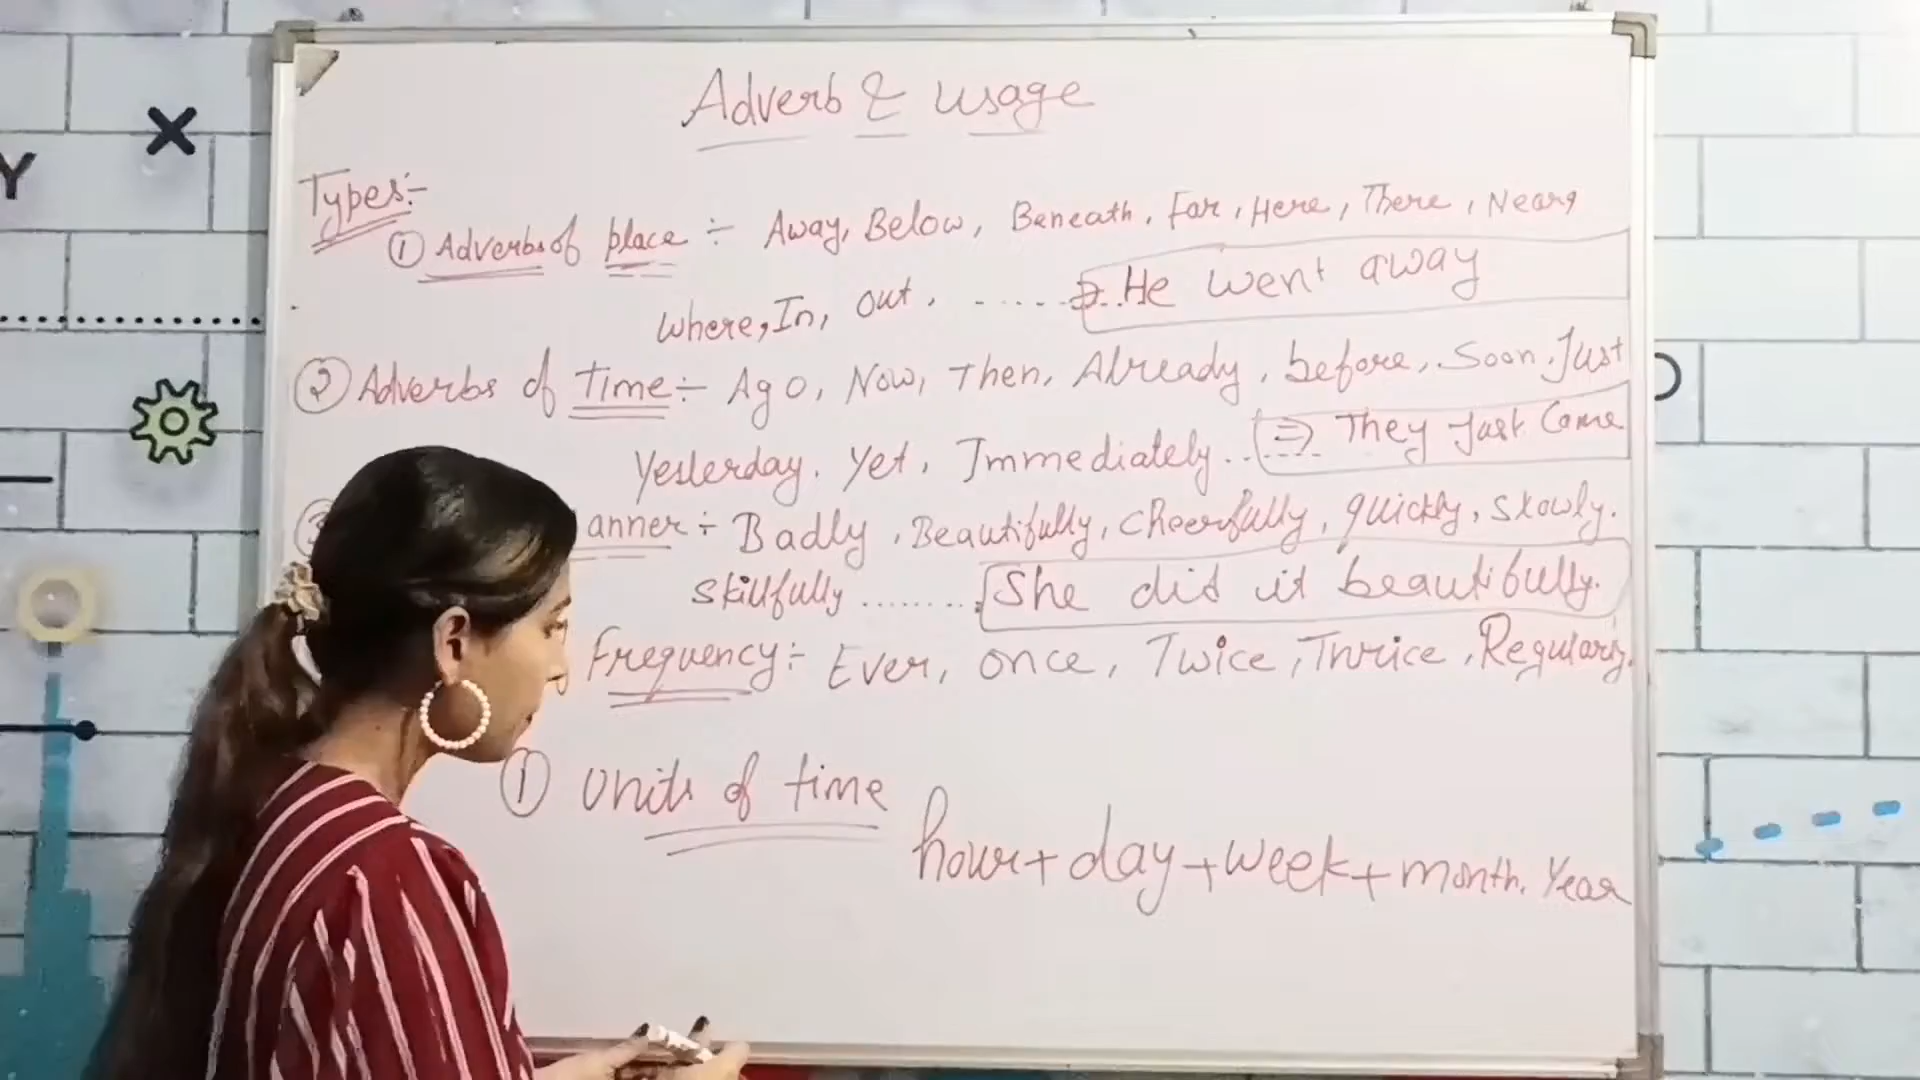 Adverb & usage
Types:-
① Adverbs of place ÷ Away, Below, Beneath, Far, Here, There, Near,
Where, In, out. ........ ⇒ He went away
② Adverbs of Time ÷ Ago, Now, Then, Already, before, Soon, Just
Yesterday. Yet, Immediately. ...... ⇒ They just came
③ anner ÷ Badly, Beautifully, cheerfully, quickly, slowly.
skillfully ........ She did it beautifully.
Frequency ÷ Ever, once, Twice, Thrice, Regularly.
① Units of time
hour + day + week + month. Year
Y